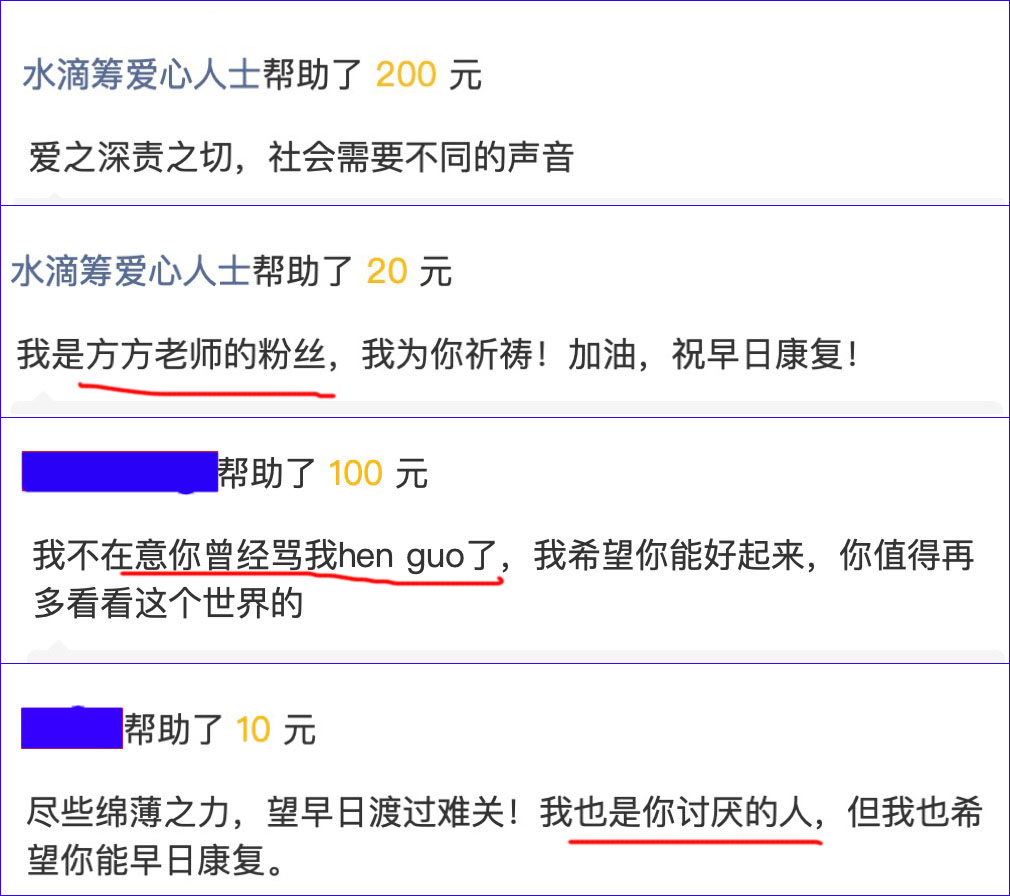 水滴筹爱心人士帮助了 200 元
爱之深责之切，社会需要不同的声音
水滴筹爱心人士帮助了 20 元
我是方方老师的粉丝，我为你祈祷！加油，祝早日康复！
帮助了 100 元
我不在意你曾经骂我hen guo了，我希望你能好起来，你值得再
多看看这个世界的
帮助了 10 元
尽些绵薄之力，望早日渡过难关！我也是你讨厌的人，但我也希
望你能早日康复。